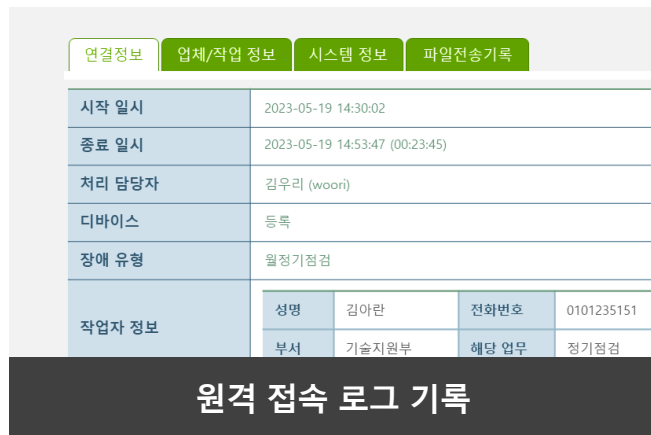 연결정보 업체/작업 정보 시스템 정보 파일전송기록
시작 일시 2023-05-19 14:30:02
종료 일시 2023-05-19 14:53:47 (00:23:45)
처리 담당자 김우리 (woori)
디바이스 등록
장애 유형 월정기점검
작업자 정보 성명 김아란 전화번호 0101235151
부서 기술지원부 해당 업무 정기점검
원격 접속 로그 기록